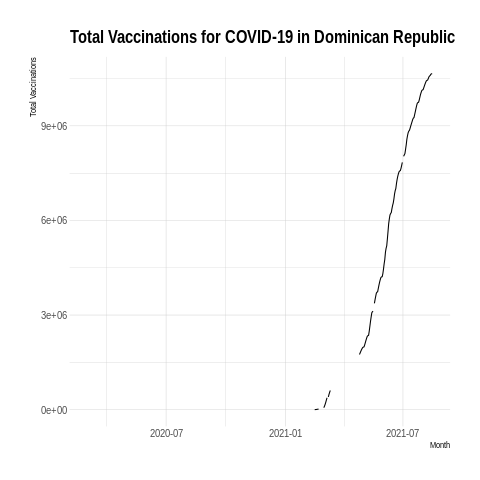 Total Vaccinations for COVID-19 in Dominican Republic
Total Vaccinations
9e+06
6e+06
3e+06
0e+00
2020-07 2021-01 2021-07
Month